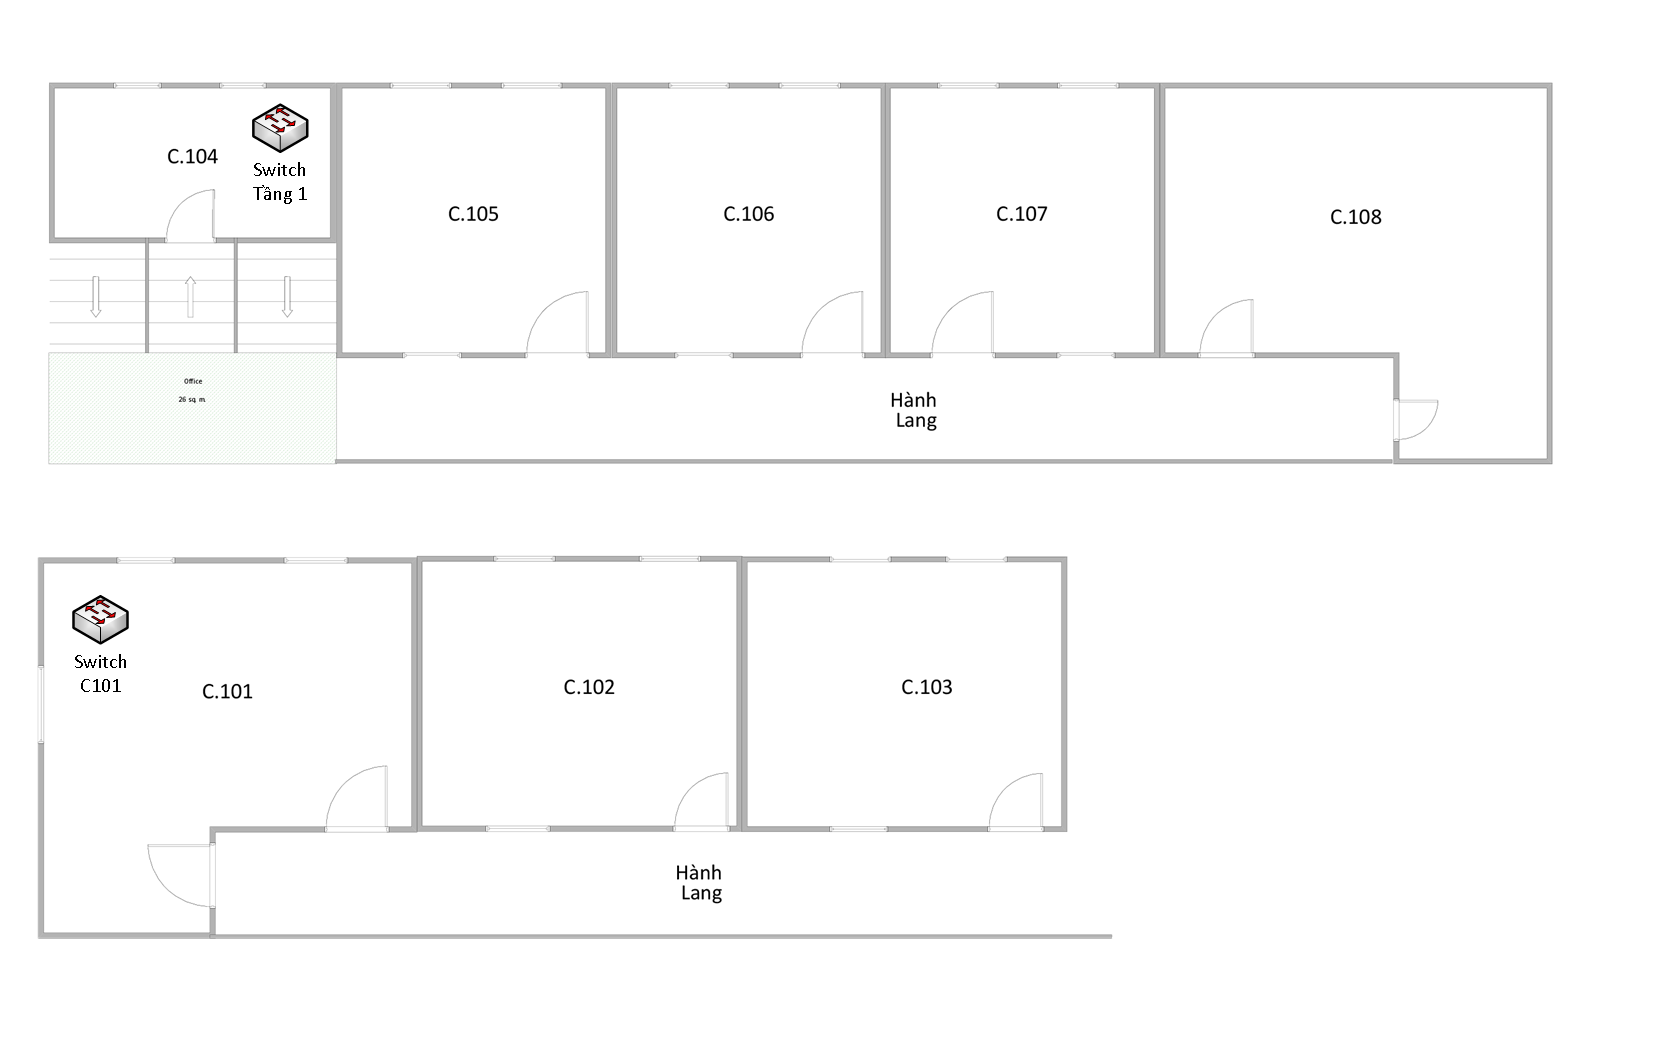 C.104
Switch
Tầng 1
C.105
C.106
C.107
C.108
Office
26 sq. m.
Hành
Lang
Switch
C101
C.101
C.102
C.103
Hành
Lang